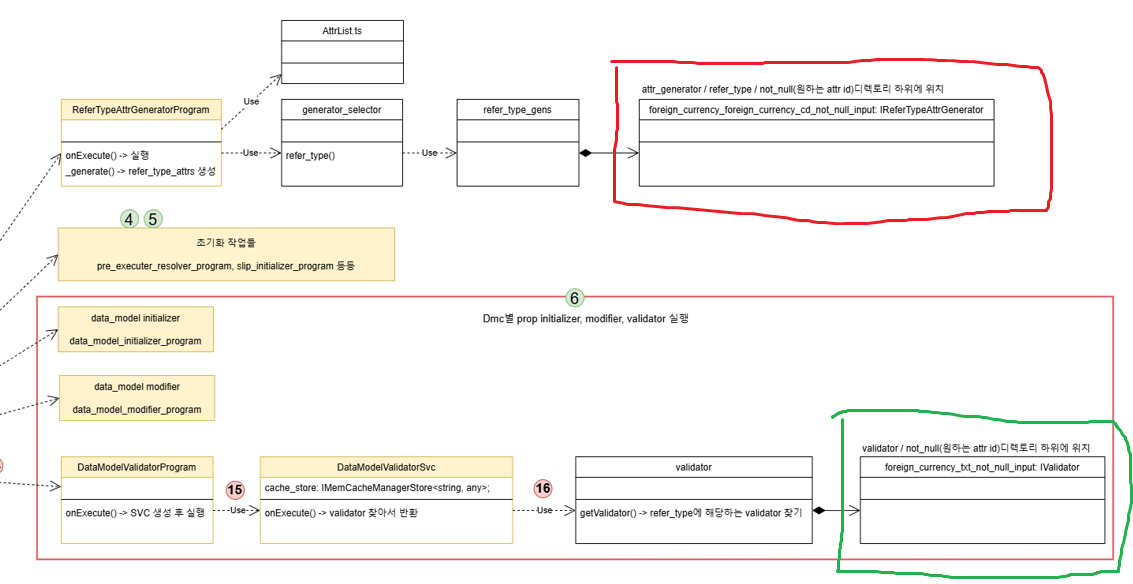 AttrList.ts
Use
ReferTypeAttrGeneratorProgram
onExecute() -> 실행
_generate() -> refer_type_attrs 생성
Use
generator_selector
refer_type()
Use
refer_type_gens
attr_generator / refer_type / not_null(원하는 attr id)디렉토리 하위에 위치
foreign_currency_foreign_currency_cd_not_null_input: IReferTypeAttrGenerator
4 5
초기화 작업들
pre_executer_resolver_program, slip_initializer_program 등등
6
Dmc별 prop initializer, modifier, validator 실행
data_model initializer
data_model_initializer_program
data_model modifier
data_model_modifier_program
DataModelValidatorProgram
onExecute() -> SVC 생성 후 실행
15
Use
DataModelValidatorSvc
cache_store: IMemCacheManagerStore<string, any>;
onExecute() -> validator 찾아서 반환
16
Use
validator
getValidator() -> refer_type에 해당하는 validator 찾기
validator / not_null(원하는 attr id)디렉토리 하위에 위치
foreign_currency_txt_not_null_input: IValidator